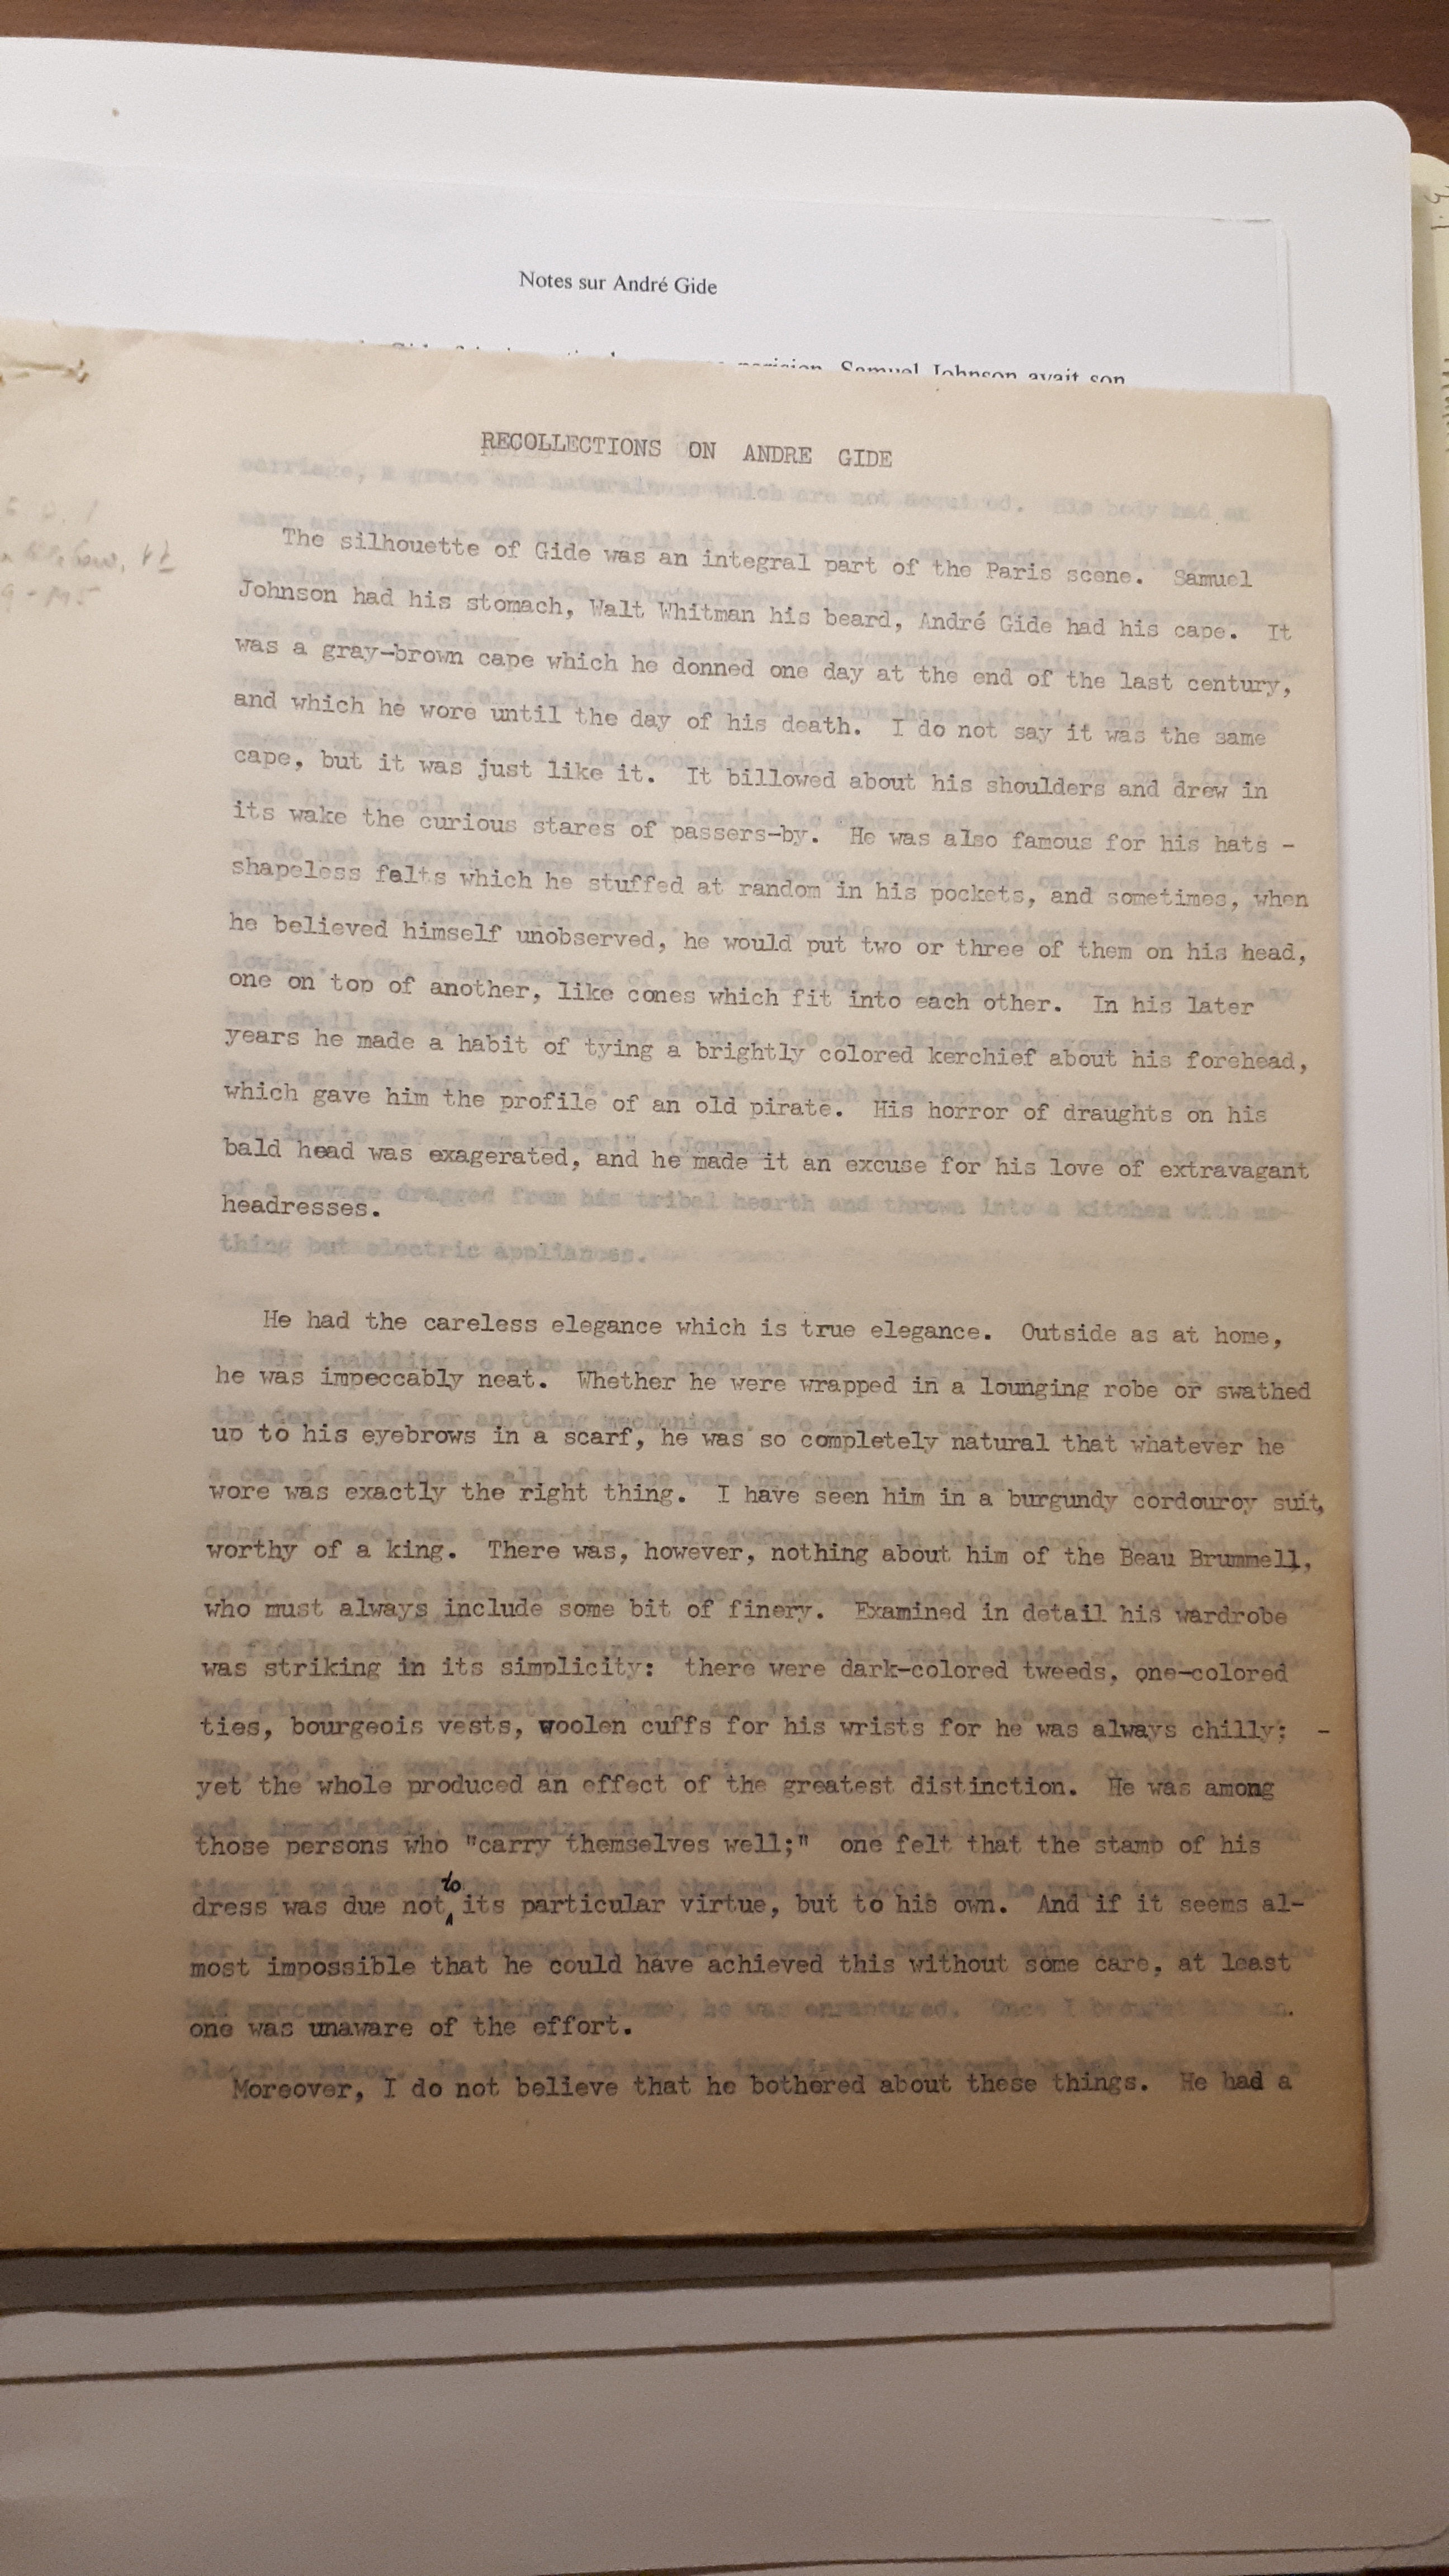 Notes sur André Gide
Samuel Johnson avait son
RECOLLECTIONS ON ANDRE GIDE
The silhouette of Gide was an integral part of the Paris scene. Samuel
Johnson had his stomach, Walt Whitman his beard, André Gide had his cape. It
was a gray-brown cape which he donned one day at the end of the last century,
and which he wore until the day of his death. I do not say it was the same
cape, but it was just like it. It billowed about his shoulders and drew in
its wake the curious stares of passers-by. He was also famous for his hats -
shapeless felts which he stuffed at random in his pockets, and sometimes, when
he believed himself unobserved, he would put two or three of them on his head,
one on top of another, like cones which fit into each other. In his later
years he made a habit of tying a brightly colored kerchief about his forehead,
which gave him the profile of an old pirate. His horror of draughts on his
bald head was exagerated, and he made it an excuse for his love of extravagant
headresses.
He had the careless elegance which is true elegance. Outside as at home,
he was impeccably neat. Whether he were wrapped in a lounging robe or swathed
up to his eyebrows in a scarf, he was so completely natural that whatever he
wore was exactly the right thing. I have seen him in a burgundy cordouroy suit,
worthy of a king. There was, however, nothing about him of the Beau Brummell,
who must always include some bit of finery. Examined in detail his wardrobe
was striking in its simplicity: there were dark-colored tweeds, one-colored
ties, bourgeois vests, woolen cuffs for his wrists for he was always chilly; -
yet the whole produced an effect of the greatest distinction. He was among
those persons who "carry themselves well;" one felt that the stamp of his
dress was due not to its particular virtue, but to his own. And if it seems al-
most impossible that he could have achieved this without some care, at least
one was unaware of the effort.
Moreover, I do not believe that he bothered about these things. He had a